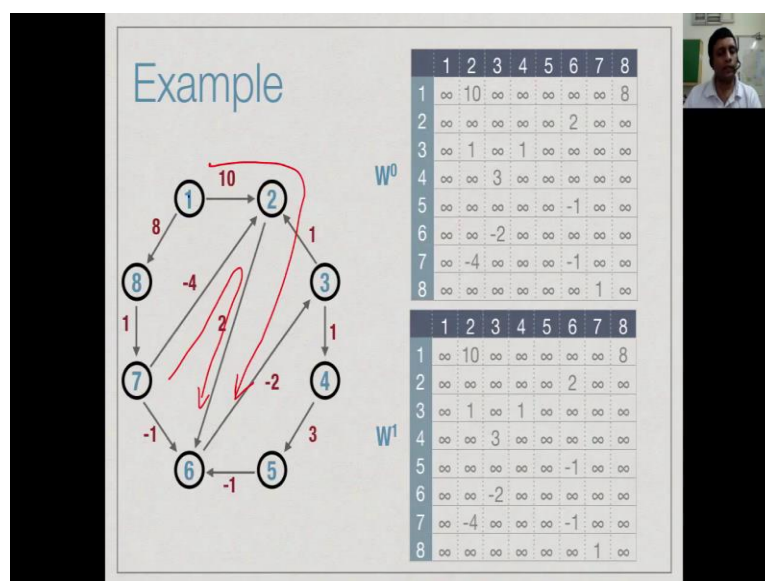 Example
1 2 3 4 5 6 7 8
1 ∞ 10 ∞ ∞ ∞ ∞ ∞ 8
2 ∞ ∞ ∞ ∞ ∞ 2 ∞ ∞
3 ∞ 1 ∞ 1 ∞ ∞ ∞ ∞
W⁰
4 ∞ ∞ 3 ∞ ∞ ∞ ∞ ∞
5 ∞ ∞ ∞ ∞ ∞ -1 ∞ ∞
6 ∞ ∞ -2 ∞ ∞ ∞ ∞ ∞
7 ∞ -4 ∞ ∞ ∞ -1 ∞ ∞
8 ∞ ∞ ∞ ∞ ∞ ∞ 1 ∞
1 2 3 4 5 6 7 8
1 ∞ 10 ∞ ∞ ∞ ∞ ∞ 8
2 ∞ ∞ ∞ ∞ ∞ 2 ∞ ∞
3 ∞ 1 ∞ 1 ∞ ∞ ∞ ∞
W¹
4 ∞ ∞ 3 ∞ ∞ ∞ ∞ ∞
5 ∞ ∞ ∞ ∞ ∞ -1 ∞ ∞
6 ∞ ∞ -2 ∞ ∞ ∞ ∞ ∞
7 ∞ -4 ∞ ∞ ∞ -1 ∞ ∞
8 ∞ ∞ ∞ ∞ ∞ ∞ 1 ∞
10
1 2
8 1
8 -4 3
1 2 1
7 -2 4
-1 3
6 -1 5